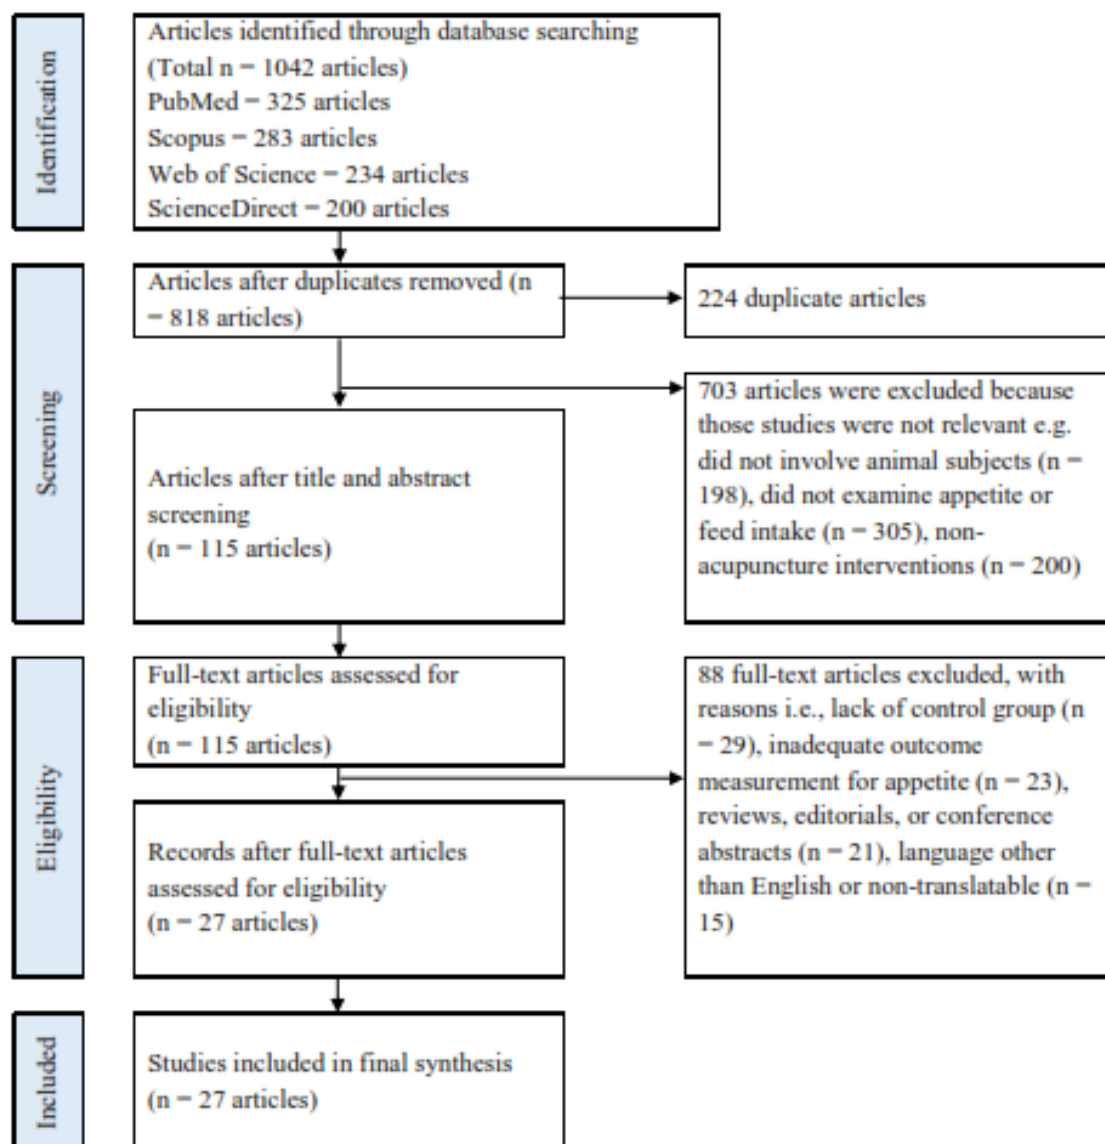 Identification
Articles identified through database searching
(Total n = 1042 articles)
PubMed = 325 articles
Scopus = 283 articles
Web of Science = 234 articles
ScienceDirect = 200 articles
Screening
Articles after duplicates removed (n
= 818 articles)
224 duplicate articles
703 articles were excluded because
those studies were not relevant e.g.
did not involve animal subjects (n =
198), did not examine appetite or
feed intake (n = 305), non-
acupuncture interventions (n = 200)
Articles after title and abstract
screening
(n = 115 articles)
Eligibility
Full-text articles assessed for
eligibility
(n = 115 articles)
88 full-text articles excluded, with
reasons i.e., lack of control group (n
= 29), inadequate outcome
measurement for appetite (n = 23),
reviews, editorials, or conference
abstracts (n = 21), language other
than English or non-translatable (n =
15)
Records after full-text articles
assessed for eligibility
(n = 27 articles)
Included
Studies included in final synthesis
(n = 27 articles)